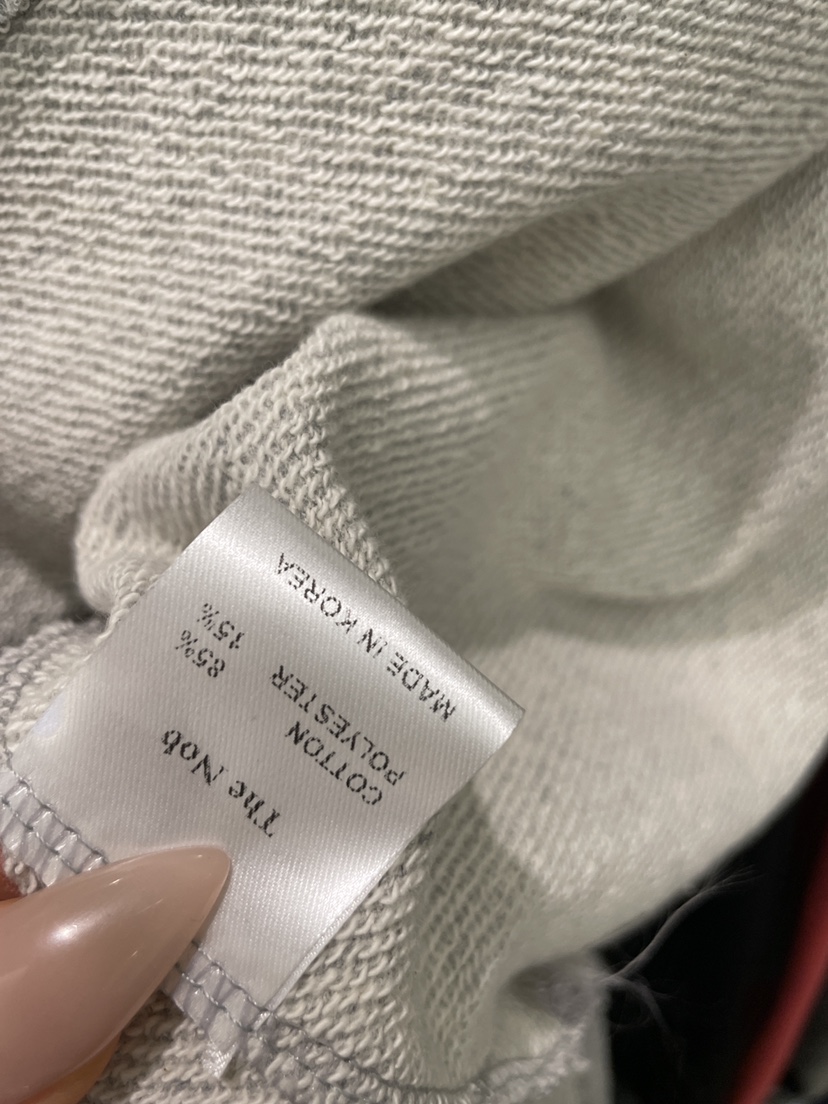 The Nob
COTTON 85%
POLYESTER 15%
MADE IN KOREA